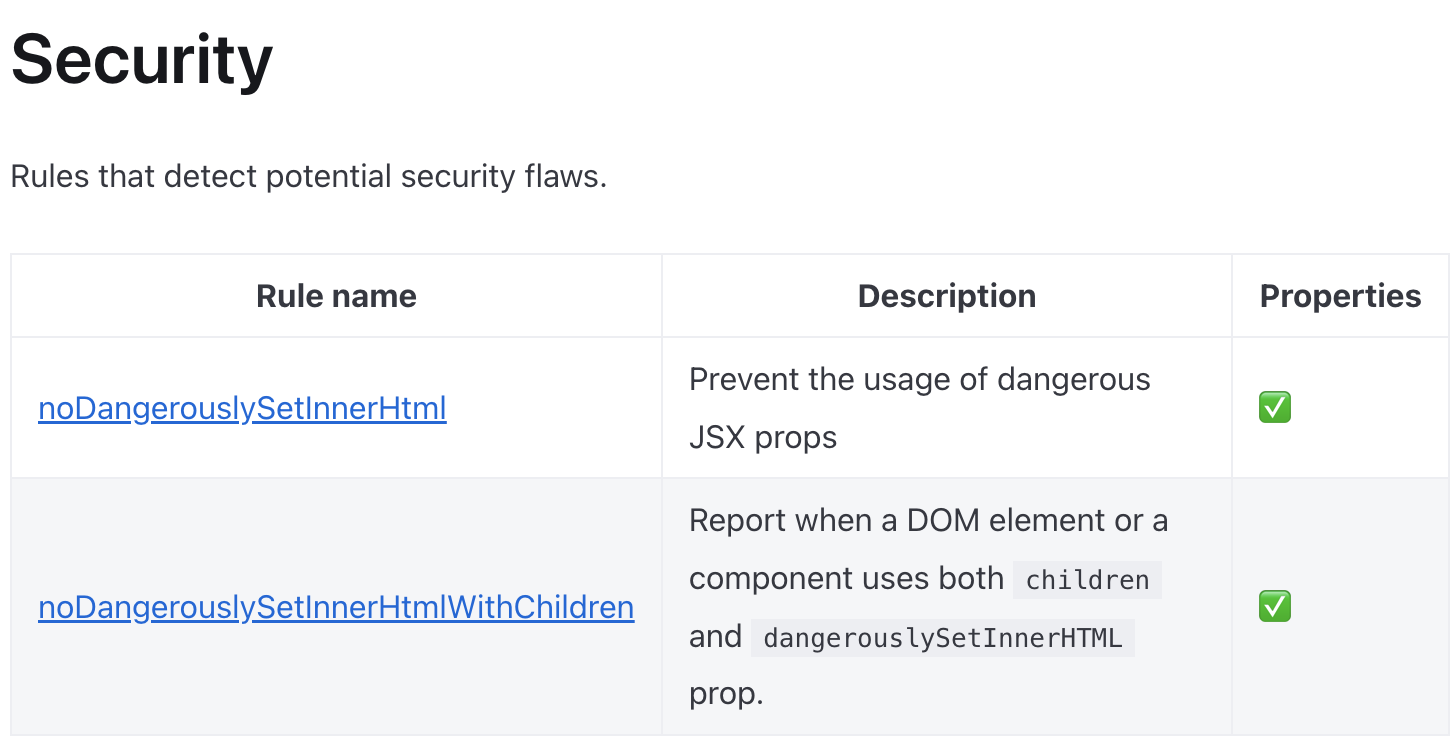 Security
Rules that detect potential security flaws.
Rule name Description Properties
noDangerouslySetInnerHtml
Prevent the usage of dangerous
JSX props
✅
noDangerouslySetInnerHtmlWithChildren
Report when a DOM element or a
component uses both children
and dangerouslySetInnerHTML
prop.
✅